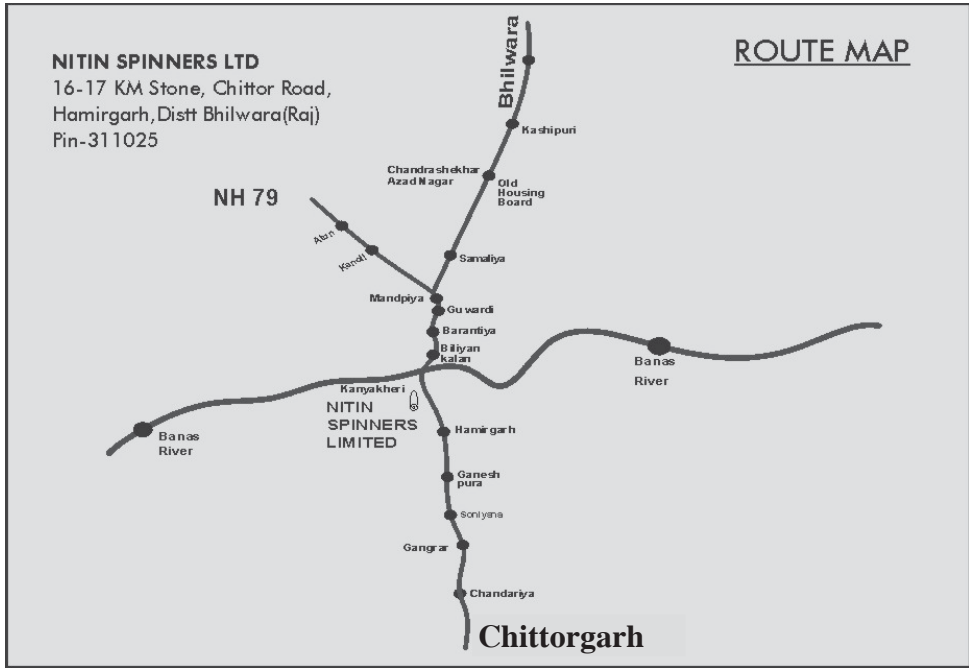 NITIN SPINNERS LTD
16-17 KM Stone, Chittor Road,
Hamirgarh,Distt Bhilwara(Raj)
Pin-311025
ROUTE MAP
Bhilwara
Kashipuri
Chandrashekhar
Azad Nagar
Old
Housing
Board
NH 79
Atun
Samaliya
Mandpiya
Guwardi
Barantiya
Biliyan
kalan
Banas
River
Kanyakheri
NITIN
SPINNERS
LIMITED
Banas
River
Hamirgarh
Ganesh
pura
Soniyana
Gangrar
Chandariya
Chittorgarh